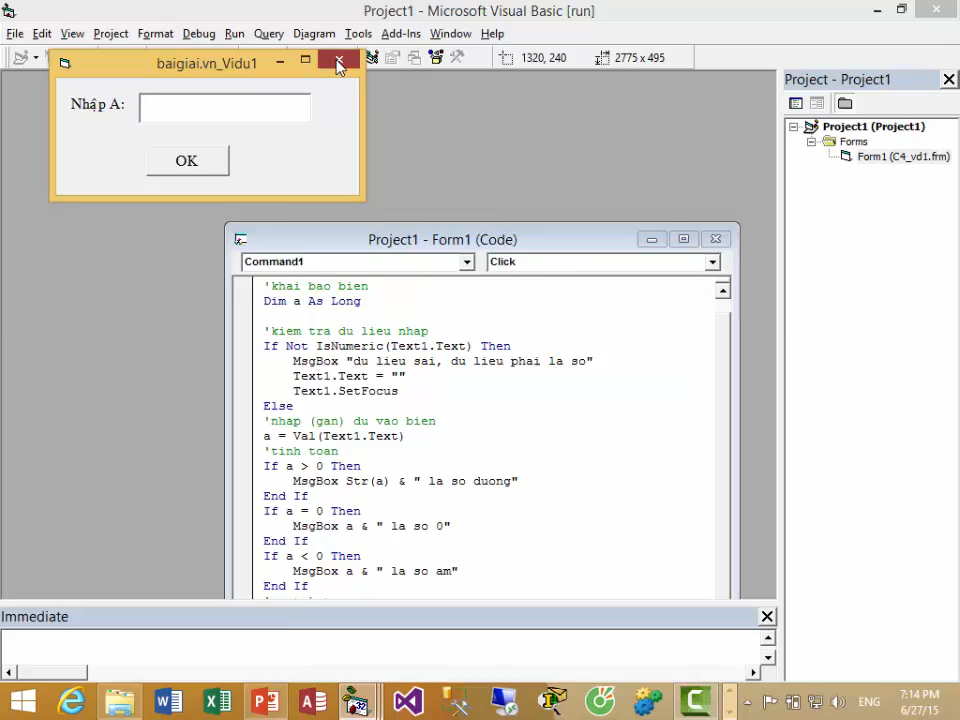 Project1 - Microsoft Visual Basic [run]
File Edit View Project Format Debug Run Query Diagram Tools Add-Ins Window Help
1320, 240 2775 x 495
baigiai.vn_Vidu1
Nhập A:
OK
Project - Project1
Project1 (Project1)
Forms
Form1 (C4_vd1.frm)
Project1 - Form1 (Code)
Command1 Click
'khai bao bien
Dim a As Long
'kiem tra du lieu nhap
If Not IsNumeric(Text1.Text) Then
MsgBox "du lieu sai, du lieu phai la so"
Text1.Text = ""
Text1.SetFocus
Else
'nhap (gan) du vao bien
a = Val(Text1.Text)
'tinh toan
If a > 0 Then
MsgBox Str(a) & " la so duong"
End If
If a = 0 Then
MsgBox a & " la so 0"
End If
If a < 0 Then
MsgBox a & " la so am"
End If
Immediate
ENG
7:14 PM
6/27/15